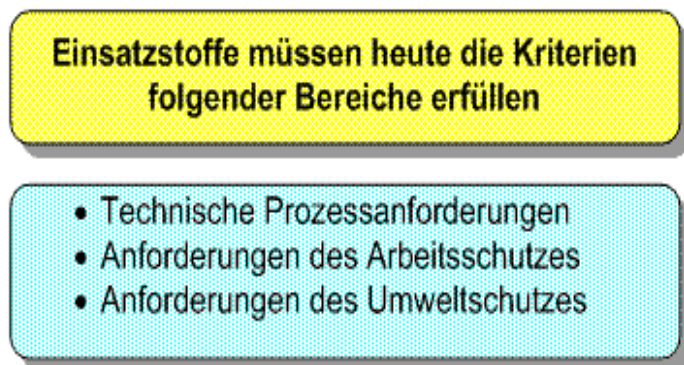 Einsatzstoffe müssen heute die Kriterien
folgender Bereiche erfüllen
• Technische Prozessanforderungen
• Anforderungen des Arbeitsschutzes
• Anforderungen des Umweltschutzes